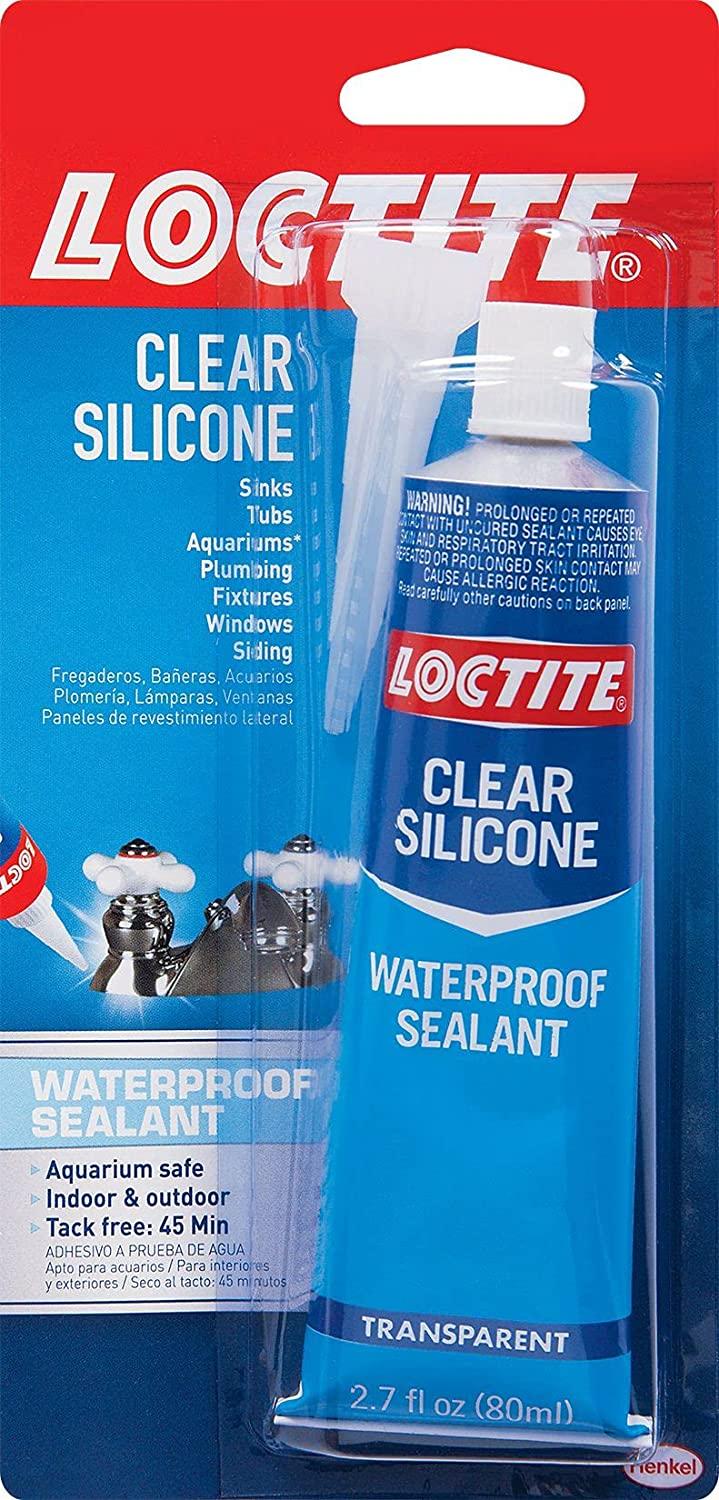 LOCTITE®
CLEAR
SILICONE
Sinks
Tubs
Aquariums*
Plumbing
Fixtures
Windows
Siding
Fregaderos, Bañeras, Acuarios
Plomería, Lámparas, Ventanas
Paneles de revestimiento lateral
WATERPROOF
SEALANT
Aquarium safe
Indoor & outdoor
Tack free: 45 Min
ADHESIVO A PRUEBA DE AGUA
Apto para acuarios / Para interiores
y exteriores / Seco al tacto: 45 minutos
WARNING! PROLONGED OR REPEATED
CONTACT WITH UNCURED SEALANT CAUSES EYE
SKIN AND RESPIRATORY TRACT IRRITATION.
REPEATED OR PROLONGED SKIN CONTACT MAY
CAUSE ALLERGIC REACTION.
Read carefully other cautions on back panel.
LOCTITE®
CLEAR
SILICONE
WATERPROOF
SEALANT
TRANSPARENT
2.7 fl oz (80ml)
Henkel